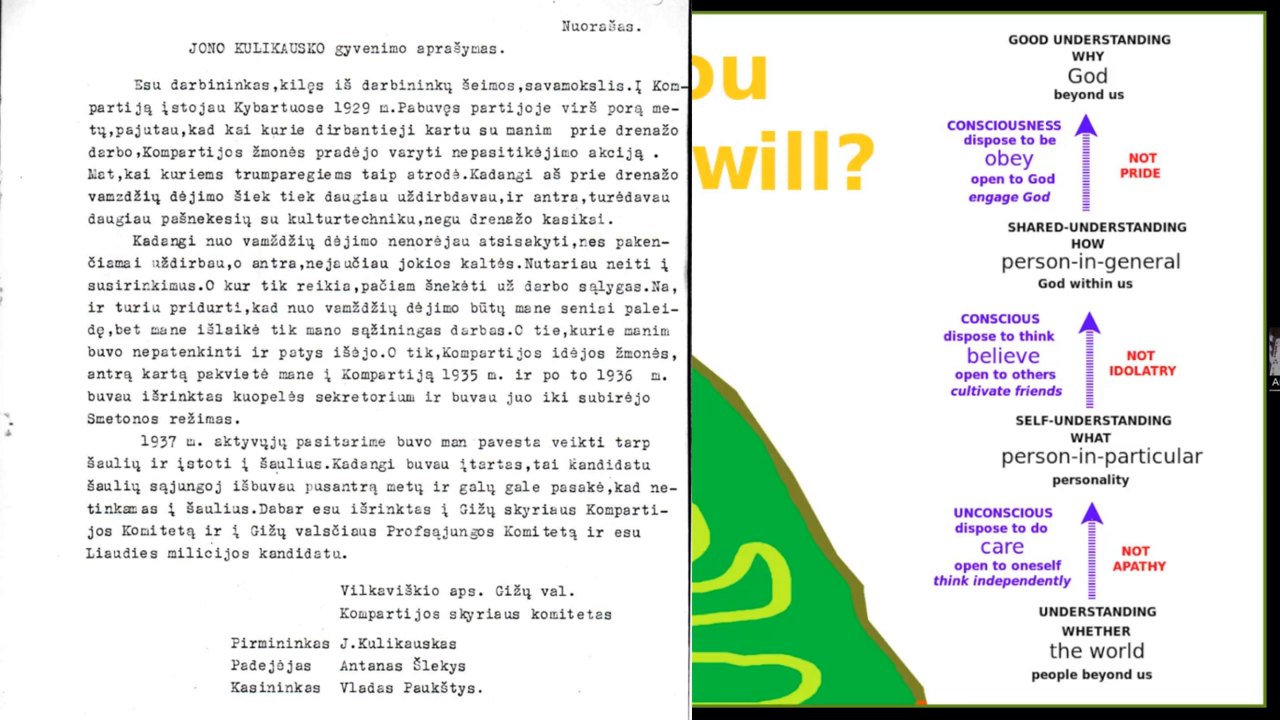 Nuorašas.
JONO KULIKAUSKO gyvenimo aprašymas.
Esu darbininkas,kilęs iš darbininkų šeimos,savamokslis.Į Kom-
partiją įstojau Kybartuose 1929 m.Pabuvęs partijoje virš porą me-
tų,pajutau,kad kai kurie dirbantieji kartu su manim prie drenažo
darbo,Kompartijos žmonės pradėjo varyti nepasitikėjimo akciją
Mat,kai kuriems trumparegiams taip atrodė.Kadangi aš prie drenažo
vamzdžių dėjimo šiek tiek daugiau uždirbdavau,ir antra,turėdavau
daugiau pašnekesių su kulturtechniku,negu drenažo kasikai.
Kadangi nuo vamždžių dėjimo nenorėjau atsisakyti,nes paken-
čiamai uždirbau,o antra,nejaučiau jokios kaltės.Nutariau neiti į
susirinkimus.O kur tik reikia,pačiam šnekėti už darbo sąlygas.Na,
ir turiu pridurti,kad nuo vamždžių dėjimo būtų mane seniai palei-
dę,bet mane išlaikė tik mano sąžiningas darbas.O tie,kurie manim
buvo nepatenkinti ir patys išėjo.Ir tik,Kompartijos idėjos žmonės,
antrą kartą pakvietė mane į Kompartiją 1935 m. ir po to 1936 m.
buvau išrinktas kuopelės sekretorium ir buvau juo iki subirėjo
Smetonos režimas.
1937 m. aktyvųjų pasitarime buvo man pavesta veikti tarp
šaulių ir įstoti į šaulius.Kadangi buvau įtartas,tai kandidatu
šaulių sąjungoj išbuvau pusantrą metų ir galų gale pasakė,kad ne-
tinkamas į šaulius.Dabar esu išrinktas į Gižų skyriaus Komparti-
jos Komitetą ir į Gižų valsčiaus profsąjungos Komitetą ir esu
Liaudies milicijos kandidatu.
Vilkaviškio aps. Gižų val.
Kompartijos skyriaus komitetas
Pirmininkas J.Kulikauskas
Padejėjas Antanas Šlekys
Kasininkas Vladas Paukštys.
ou
will?
GOOD UNDERSTANDING
WHY
God
beyond us
CONSCIOUSNESS
dispose to be
obey
open to God
engage God
NOT
PRIDE
SHARED-UNDERSTANDING
HOW
person-in-general
God within us
CONSCIOUS
dispose to think
believe
open to others
cultivate friends
NOT
IDOLATRY
SELF-UNDERSTANDING
WHAT
person-in-particular
personality
UNCONSCIOUS
dispose to do
care
open to oneself
think independently
NOT
APATHY
UNDERSTANDING
WHETHER
the world
people beyond us